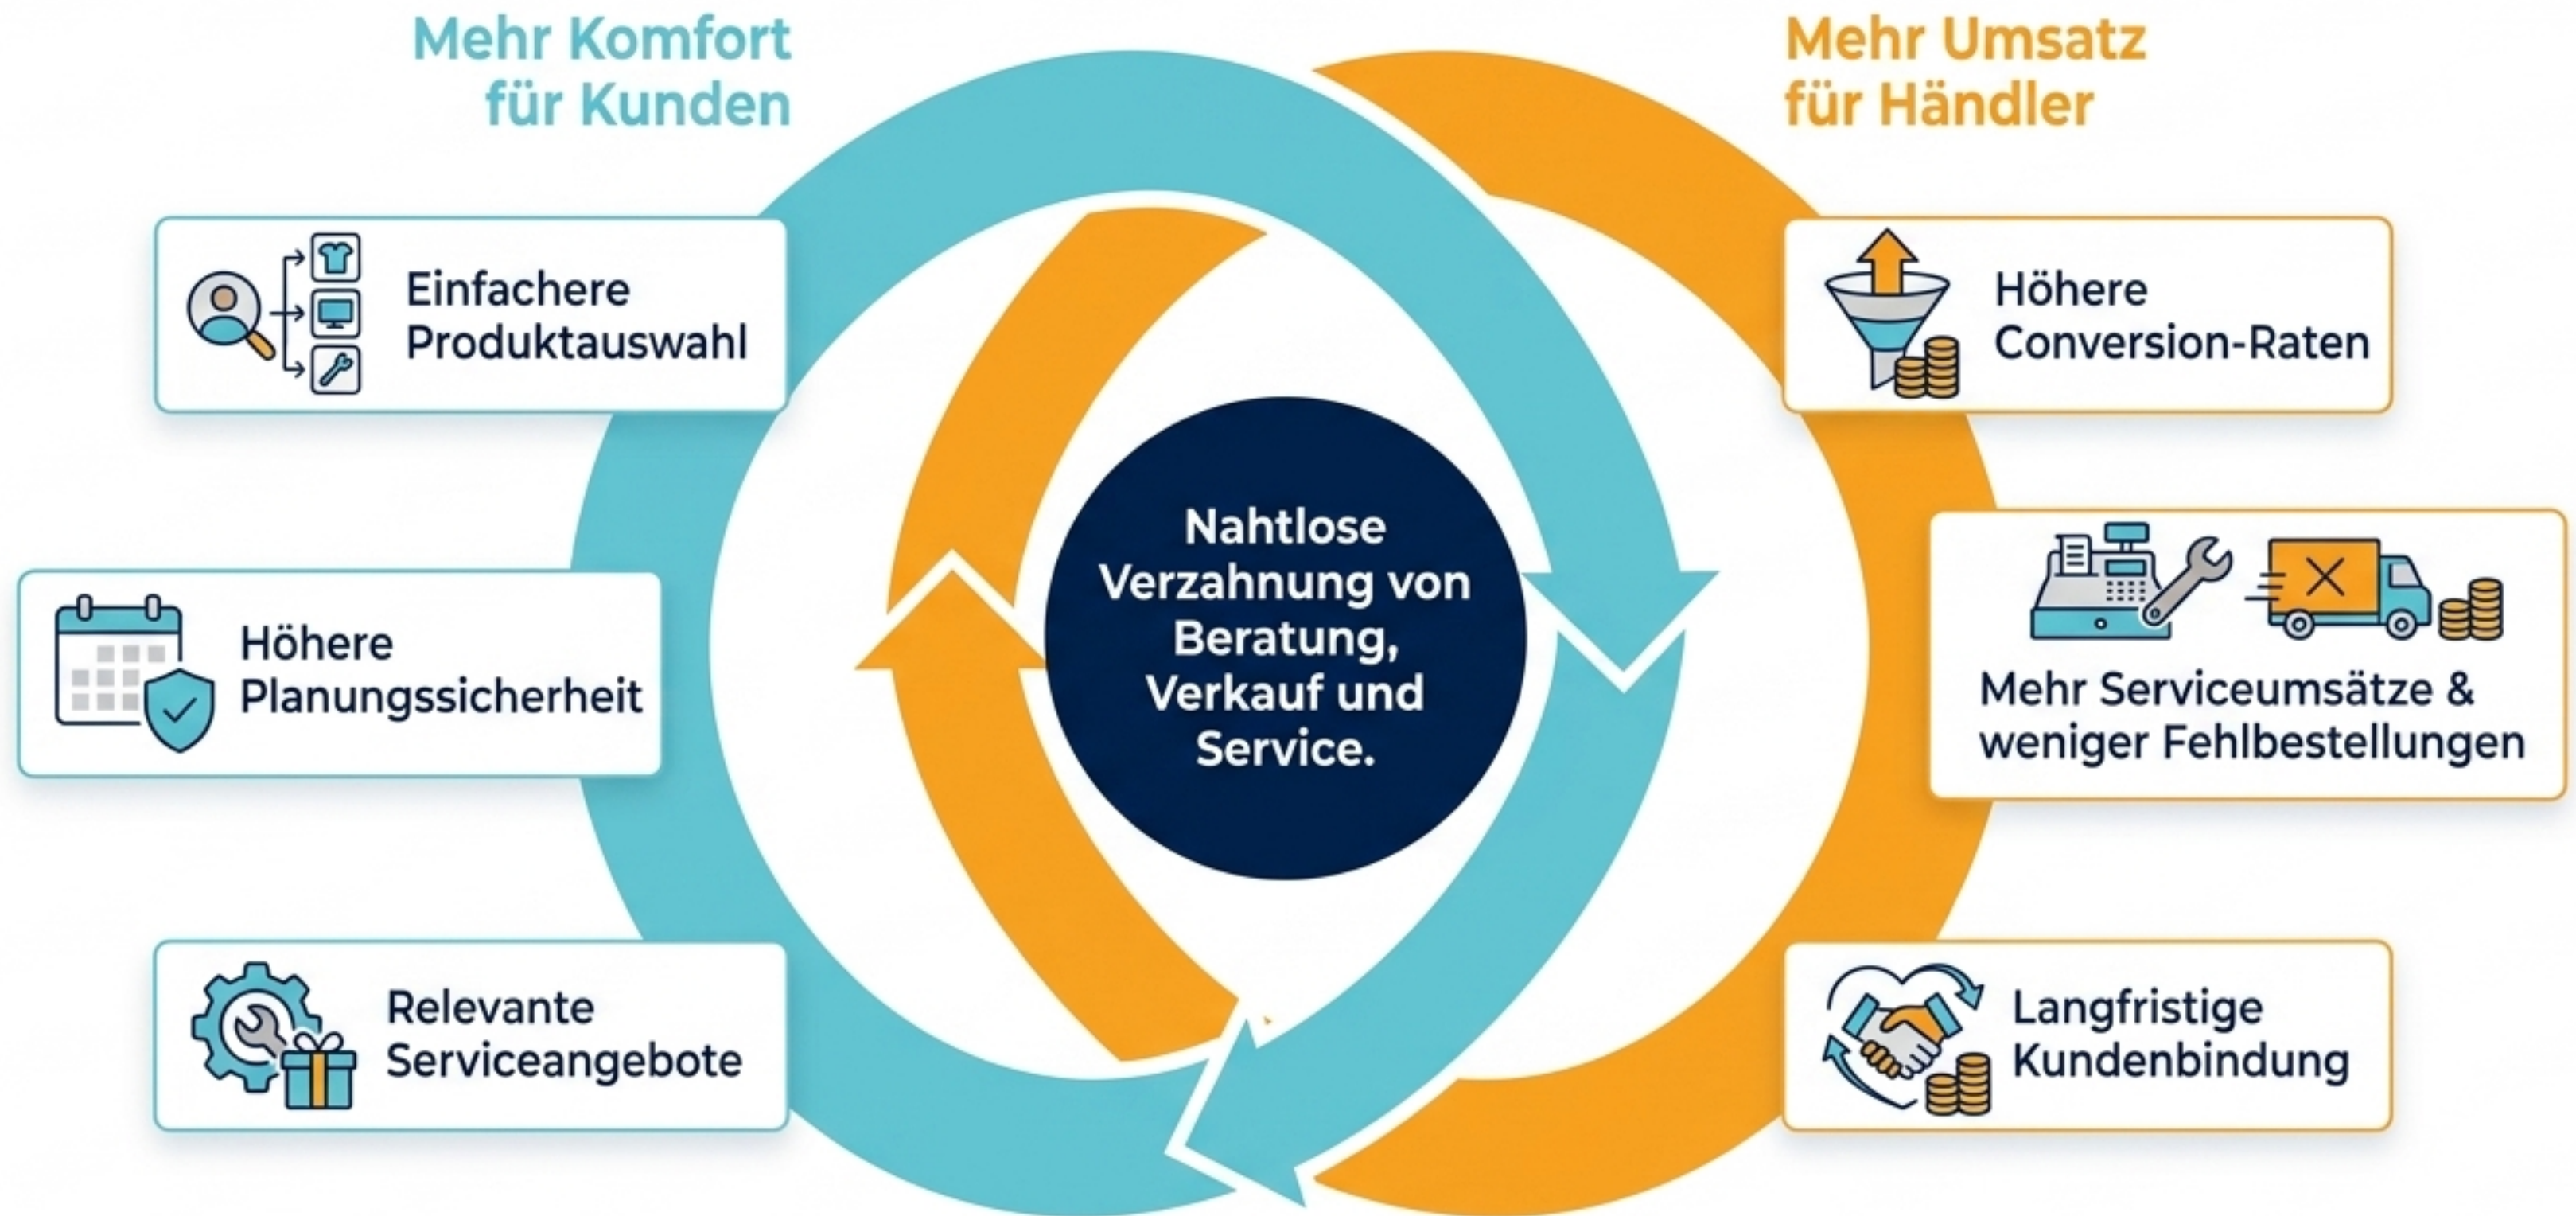 Mehr Komfort
für Kunden
Einfachere
Produktauswahl
Höhere
Planungssicherheit
Relevante
Serviceangebote
Nahtlose
Verzahnung von
Beratung,
Verkauf und
Service.
Mehr Umsatz
für Händler
Höhere
Conversion-Raten
Mehr Serviceumsätze &
weniger Fehlbestellungen
Langfristige
Kundenbindung